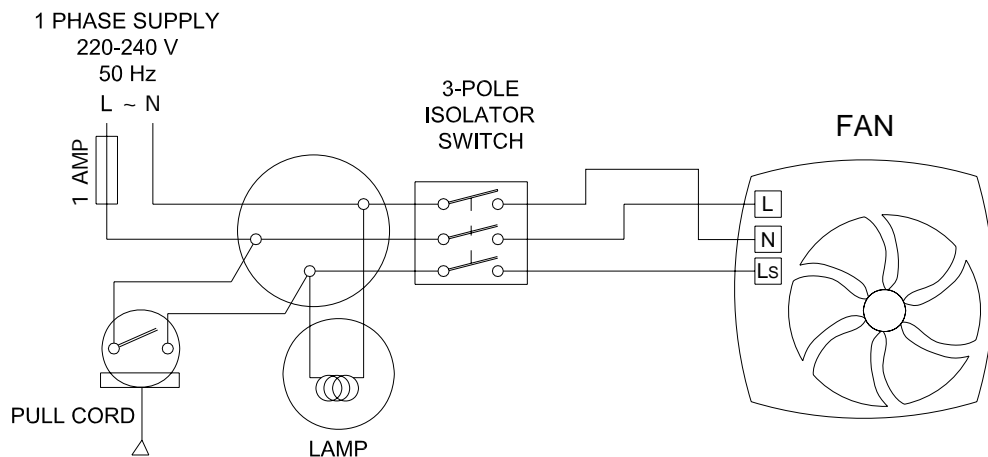 1 PHASE SUPPLY
220-240 V
50 Hz
L ~ N
1 AMP
3-POLE
ISOLATOR
SWITCH
FAN
L
N
Ls
PULL CORD
LAMP